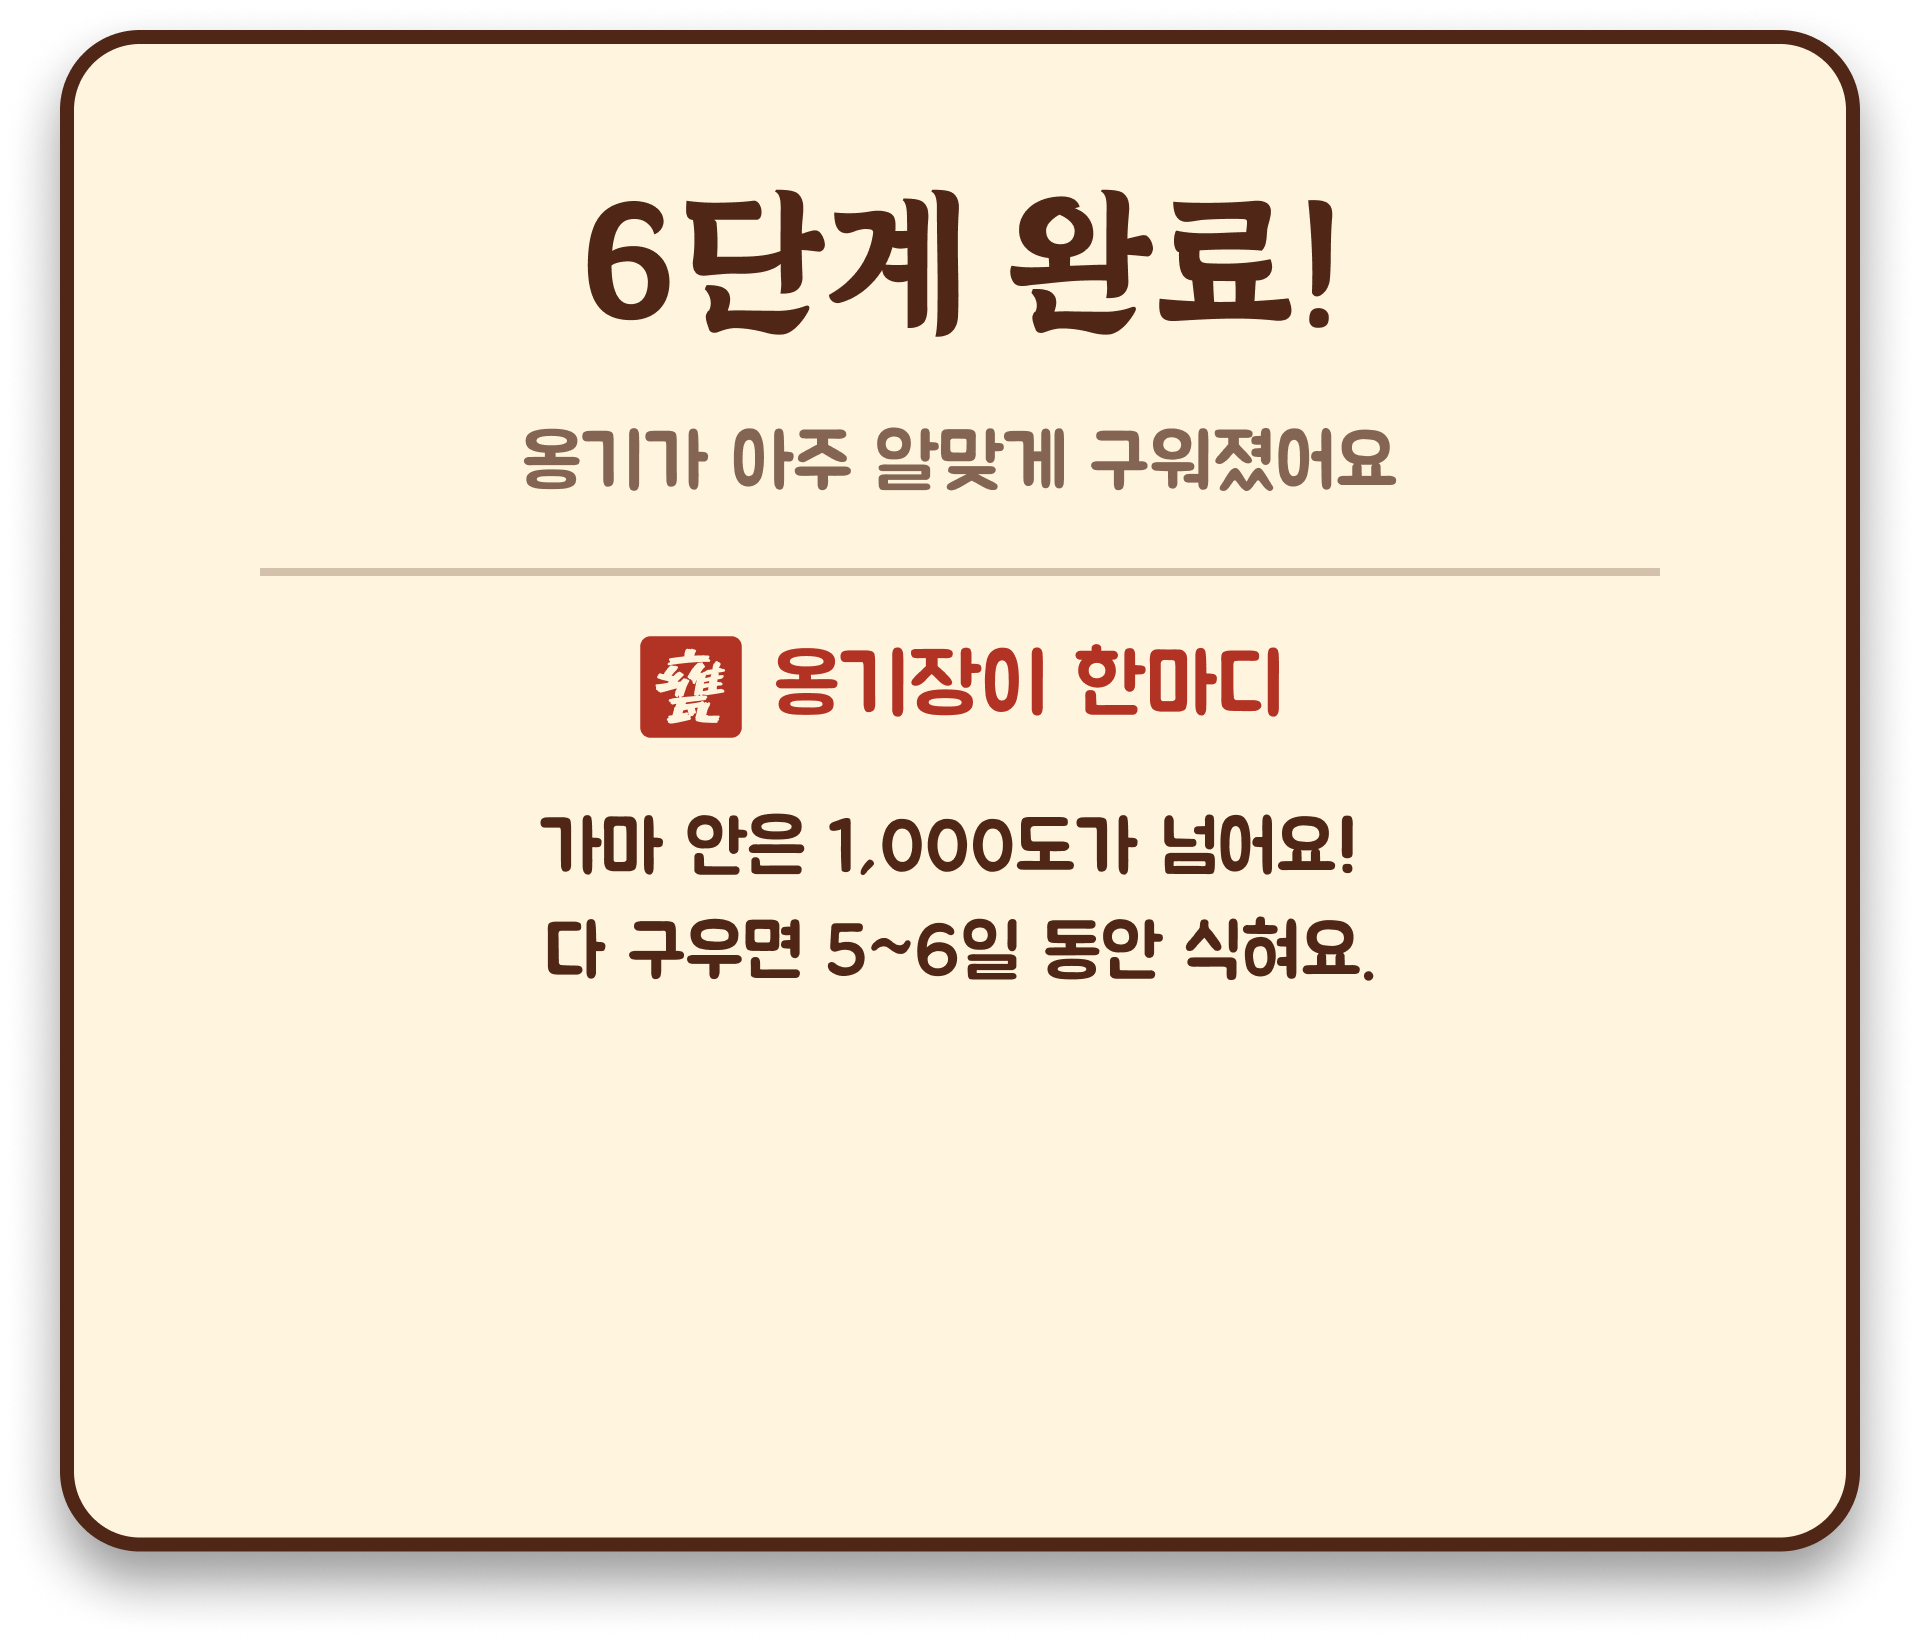 6단계 완료!
옹기가 아주 알맞게 구워졌어요
甕 옹기장이 한마디
가마 안은 1,000도가 넘어요!
다 구우면 5~6일 동안 식혀요.